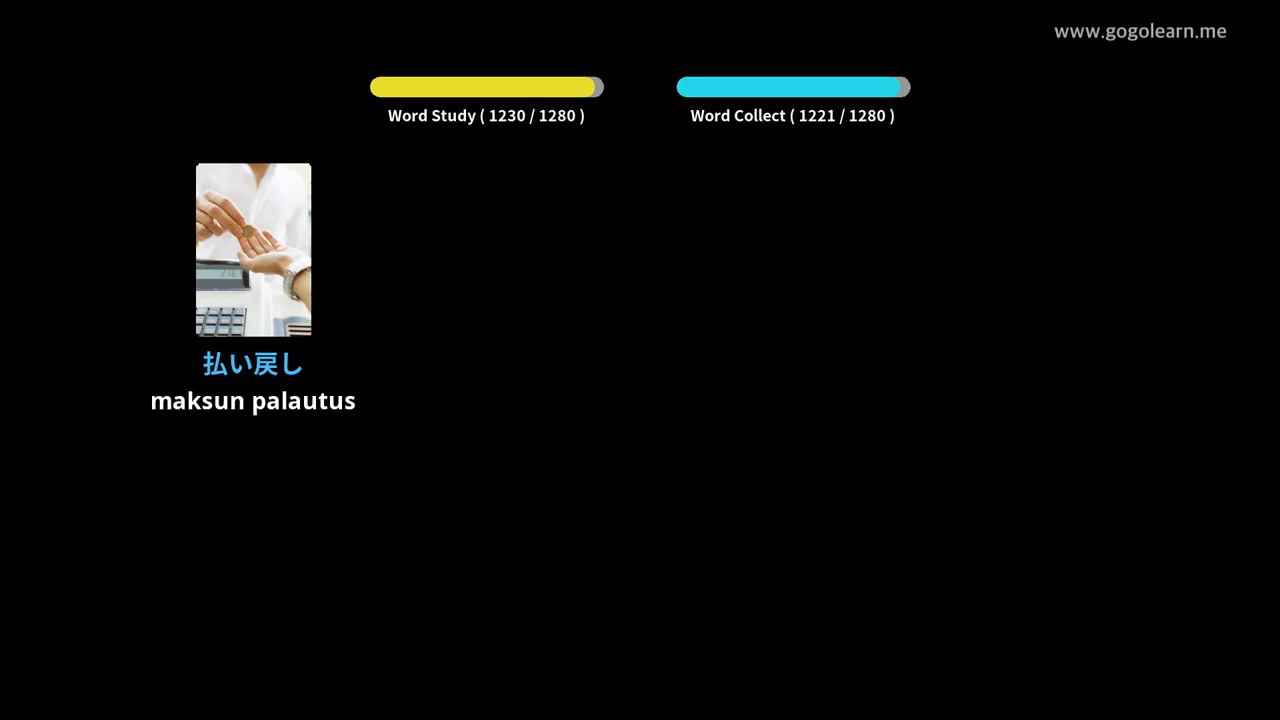 www.gogolearn.me
Word Study ( 1230 / 1280 )
Word Collect ( 1221 / 1280 )
払い戻し
maksun palautus